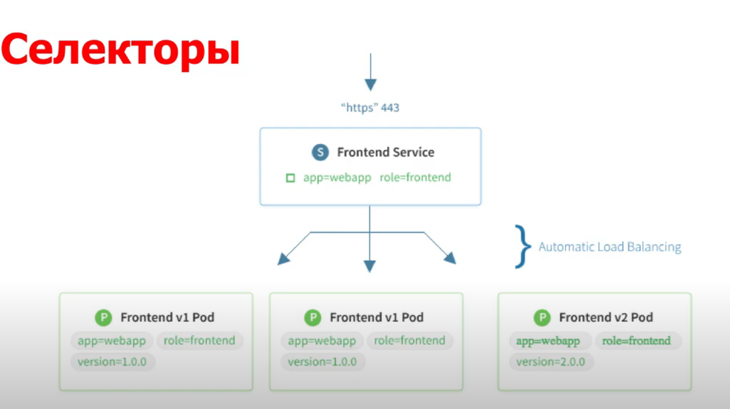 Селекторы
“https” 443
S Frontend Service
app=webapp role=frontend
Automatic Load Balancing
P Frontend v1 Pod
app=webapp role=frontend
version=1.0.0
P Frontend v1 Pod
app=webapp role=frontend
version=1.0.0
P Frontend v2 Pod
app=webapp role=frontend
version=2.0.0